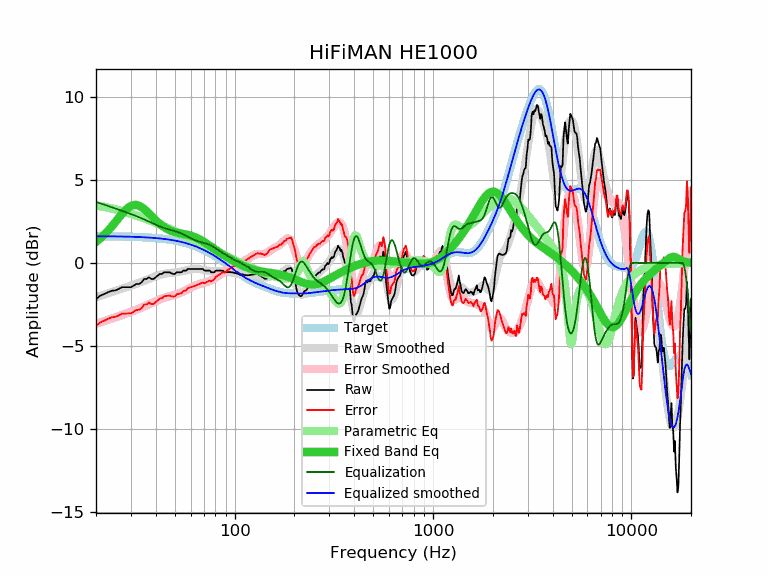 HiFiMAN HE1000
Amplitude (dBr)
10
5
0
−5
−10
−15
Target
Raw Smoothed
Error Smoothed
Raw
Error
Parametric Eq
Fixed Band Eq
Equalization
Equalized smoothed
100
1000
10000
Frequency (Hz)